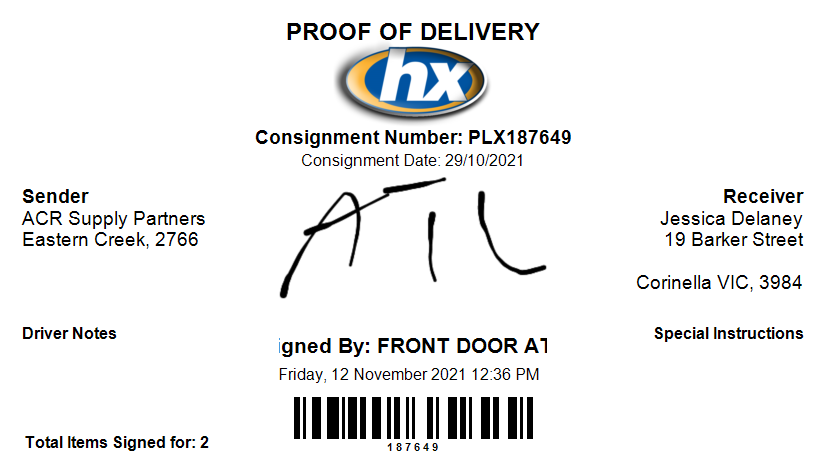 PROOF OF DELIVERY
hx
Consignment Number: PLX187649
Consignment Date: 29/10/2021
Sender
ACR Supply Partners
Eastern Creek, 2766
ATL
Receiver
Jessica Delaney
19 Barker Street
Corinella VIC, 3984
Driver Notes
Special Instructions
igned By: FRONT DOOR AT
Friday, 12 November 2021 12:36 PM
187649
Total Items Signed for: 2